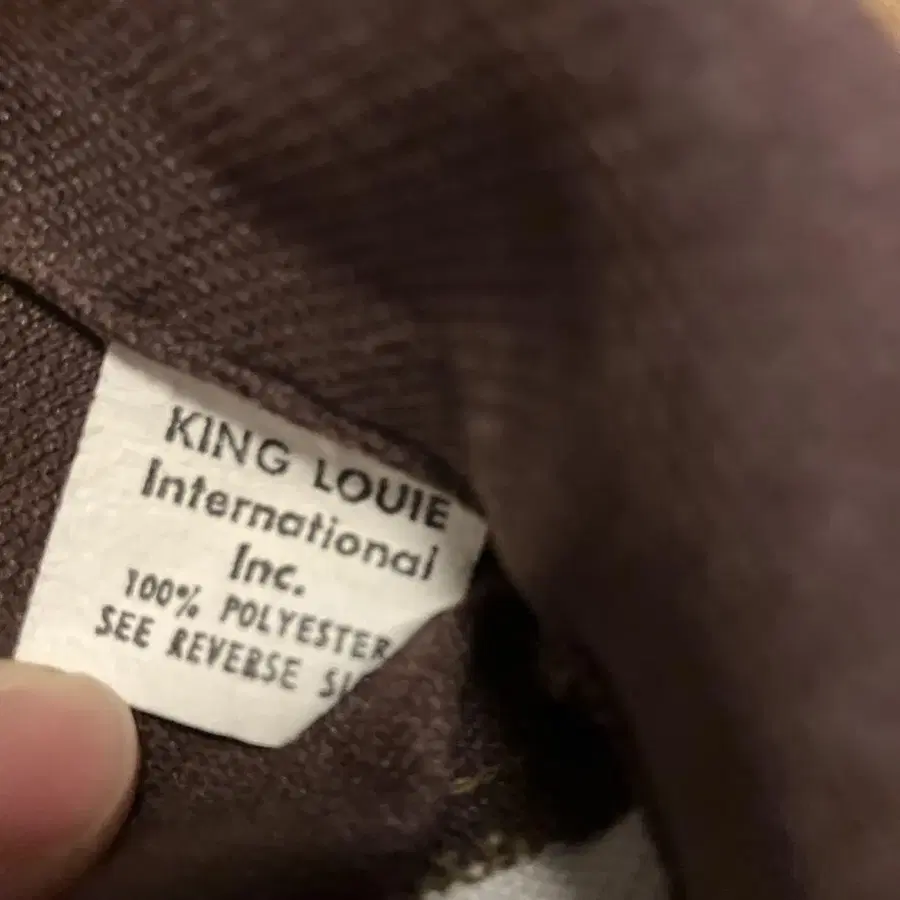 KING LOUIE
International
Inc.
100% POLYESTER
SEE REVERSE